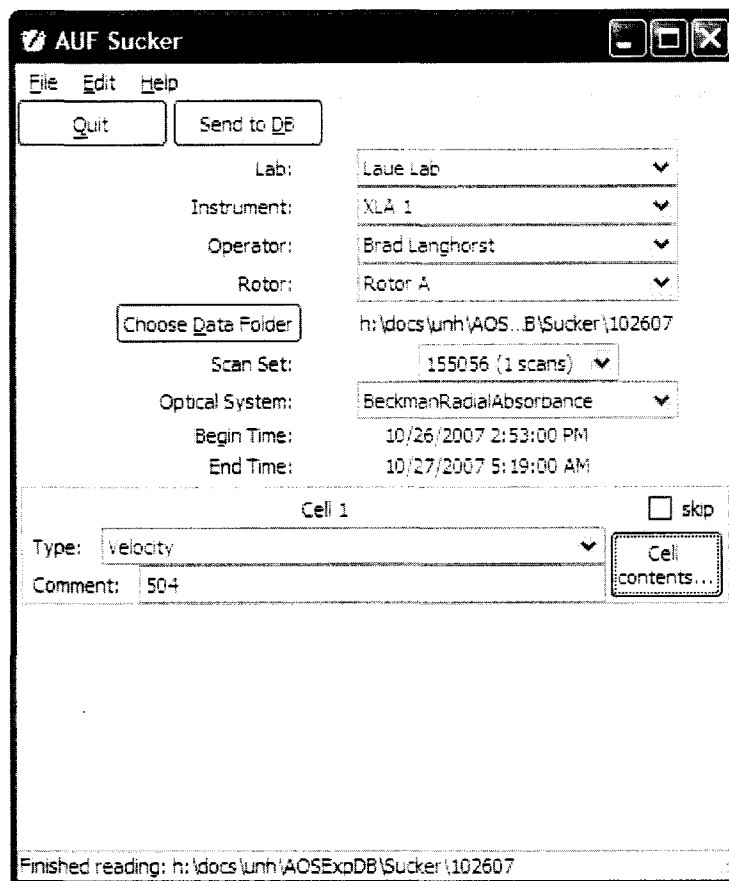 AUF Sucker
File Edit Help
Quit Send to DB
Lab: Laue Lab
Instrument: XLA 1
Operator: Brad Langhorst
Rotor: Rotor A
Choose Data Folder h:\docs\unh\AOS...B\Sucker\102607
Scan Set: 155056 (1 scans)
Optical System: BeckmanRadialAbsorbance
Begin Time: 10/26/2007 2:53:00 PM
End Time: 10/27/2007 5:19:00 AM
Cell 1 skip
Type: Velocity
Cell
contents...
Comment: 504
Finished reading: h:\docs\unh\AOSExpDB\Sucker\102607